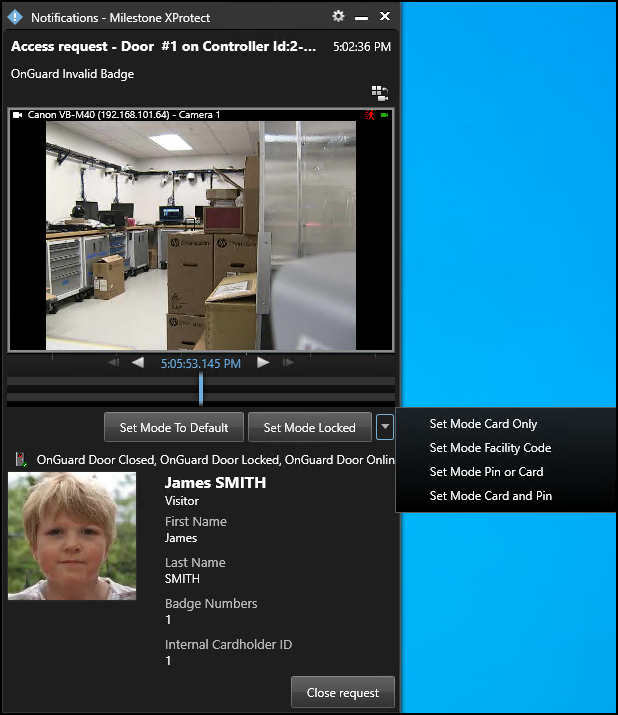 Notifications - Milestone XProtect
Access request - Door #1 on Controller Id:2-... 5:02:36 PM
OnGuard Invalid Badge
Canon VB-M40 (192.168.101.64) - Camera 1
5:05:53.145 PM
Set Mode To Default
Set Mode Locked
Set Mode Card Only
Set Mode Facility Code
Set Mode Pin or Card
Set Mode Card and Pin
OnGuard Door Closed, OnGuard Door Locked, OnGuard Door Onlin
James SMITH
Visitor
First Name
James
Last Name
SMITH
Badge Numbers
1
Internal Cardholder ID
1
Close request